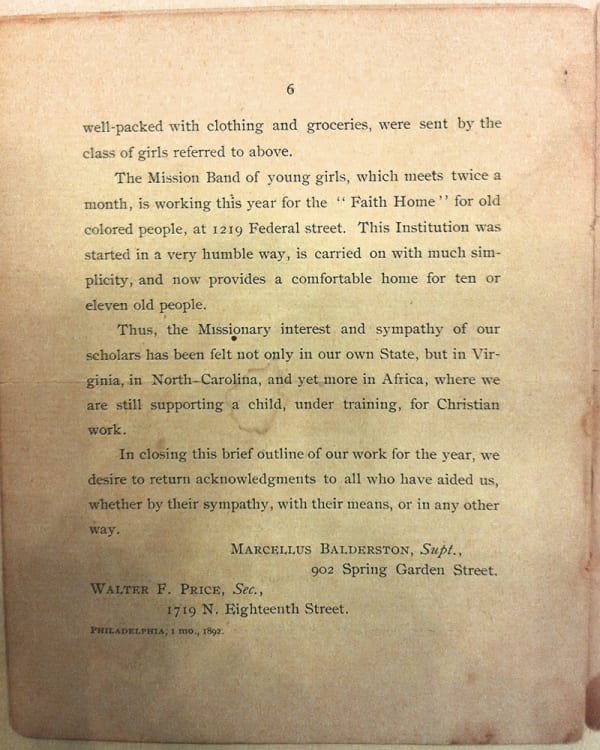 6
well-packed with clothing and groceries, were sent by the
class of girls referred to above.
The Mission Band of young girls, which meets twice a
month, is working this year for the “ Faith Home ” for old
colored people, at 1219 Federal street. This Institution was
started in a very humble way, is carried on with much sim-
plicity, and now provides a comfortable home for ten or
eleven old people.
Thus, the Missionary interest and sympathy of our
scholars has been felt not only in our own State, but in Vir-
ginia, in North-Carolina, and yet more in Africa, where we
are still supporting a child, under training, for Christian
work.
In closing this brief outline of our work for the year, we
desire to return acknowledgments to all who have aided us,
whether by their sympathy, with their means, or in any other
way.
MARCELLUS BALDERSTON, Supt.,
902 Spring Garden Street.
WALTER F. PRICE, Sec.,
1719 N. Eighteenth Street.
PHILADELPHIA, 1 mo., 1892.